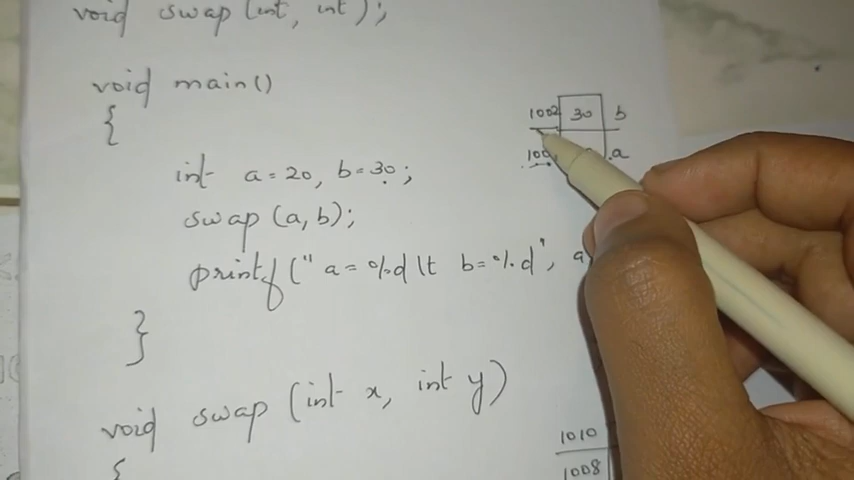 void swap (int, int);
void main()
{
1002 30 b
100 a
int a=20, b=30;
swap (a,b);
printf (" a=%d \t b=%d", a
}
void swap (int x, int y)
{
1010
1008